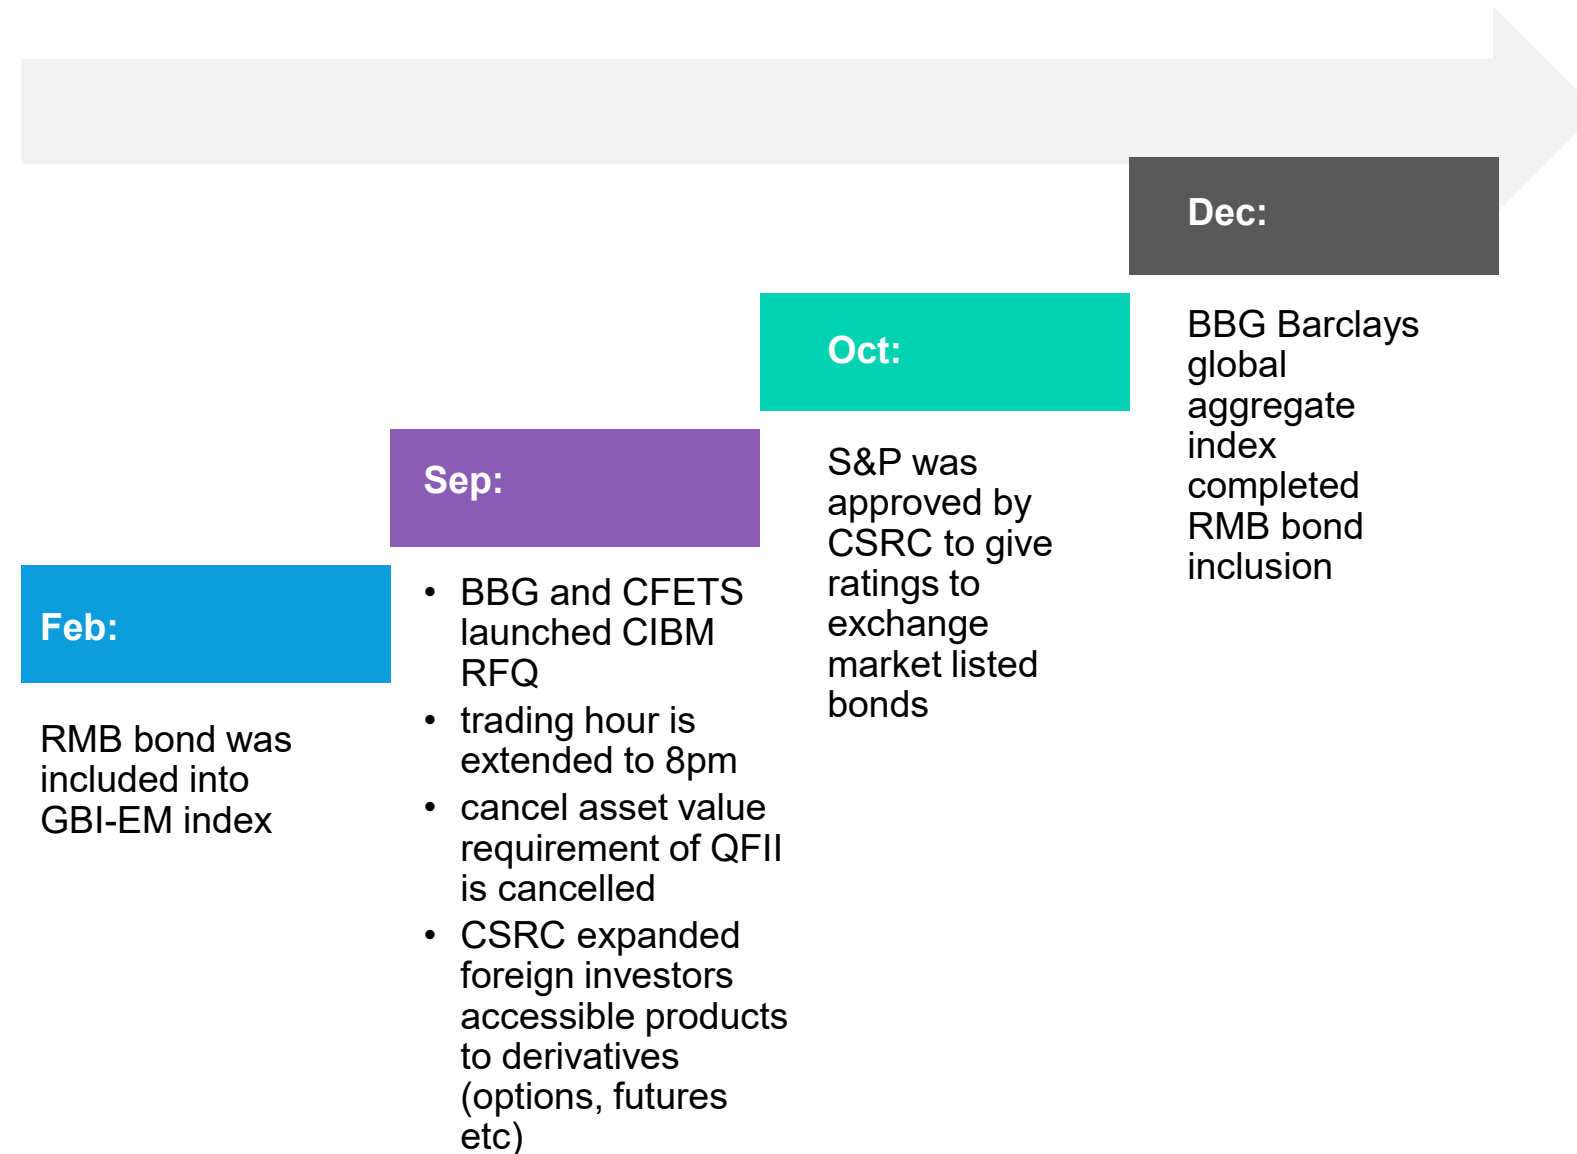 Feb:
RMB bond was
included into
GBI-EM index
Sep:
• BBG and CFETS
launched CIBM
RFQ
• trading hour is
extended to 8pm
• cancel asset value
requirement of QFII
is cancelled
• CSRC expanded
foreign investors
accessible products
to derivatives
(options, futures
etc)
Oct:
S&P was
approved by
CSRC to give
ratings to
exchange
market listed
bonds
Dec:
BBG Barclays
global
aggregate
index
completed
RMB bond
inclusion